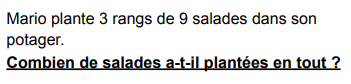 Mario plante 3 rangs de 9 salades dans son
potager.
Combien de salades a-t-il plantées en tout ?